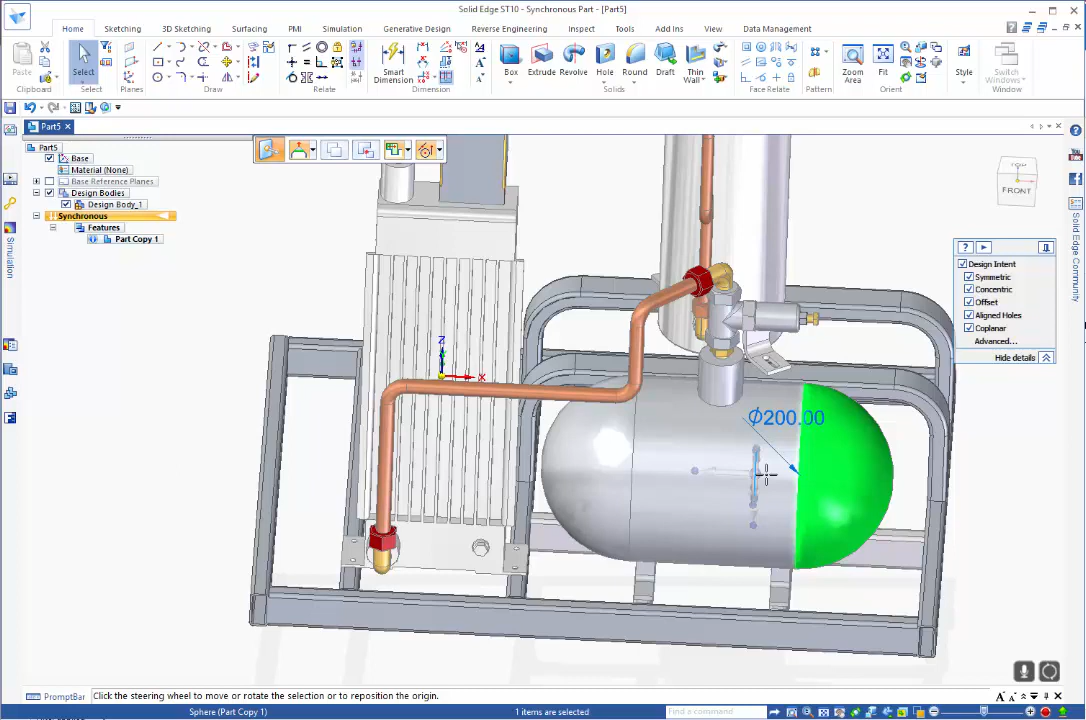 Solid Edge ST10 - Synchronous Part - [Part5]
Home
Sketching
3D Sketching
Surfacing
PMI
Simulation
Generative Design
Reverse Engineering
Inspect
Tools
Add Ins
View
Data Management
Paste
Select
Smart Dimension
Box
Extrude
Revolve
Hole
Round
Draft
Thin Wall
Zoom Area
Fit
Style
Switch Windows
Clipboard
Select
Planes
Draw
Relate
Dimension
Solids
Face Relate
Pattern
Orient
Window
Part5
Part5
Base
Material (None)
Base Reference Planes
Design Bodies
Design Body_1
Synchronous
Features
Part Copy 1
Simulation
TOP
FRONT
Solid Edge Community
Design Intent
Symmetric
Concentric
Offset
Aligned Holes
Coplanar
Advanced...
Hide details
Z
X
Ø200.00
PromptBar
Click the steering wheel to move or rotate the selection or to reposition the origin.
Sphere (Part Copy 1)
1 items are selected
Find a command